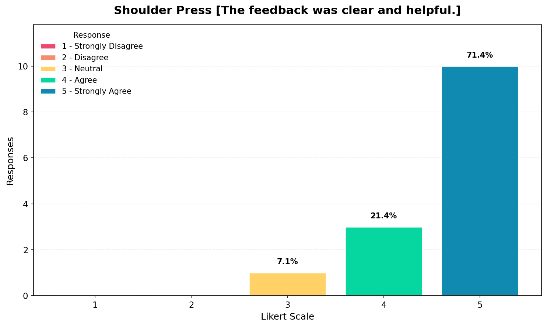 Shoulder Press [The feedback was clear and helpful.]
Response
1 - Strongly Disagree
2 - Disagree
3 - Neutral
4 - Agree
5 - Strongly Agree
71.4%
21.4%
7.1%
Responses
10
8
6
4
2
0
1 2 3 4 5
Likert Scale